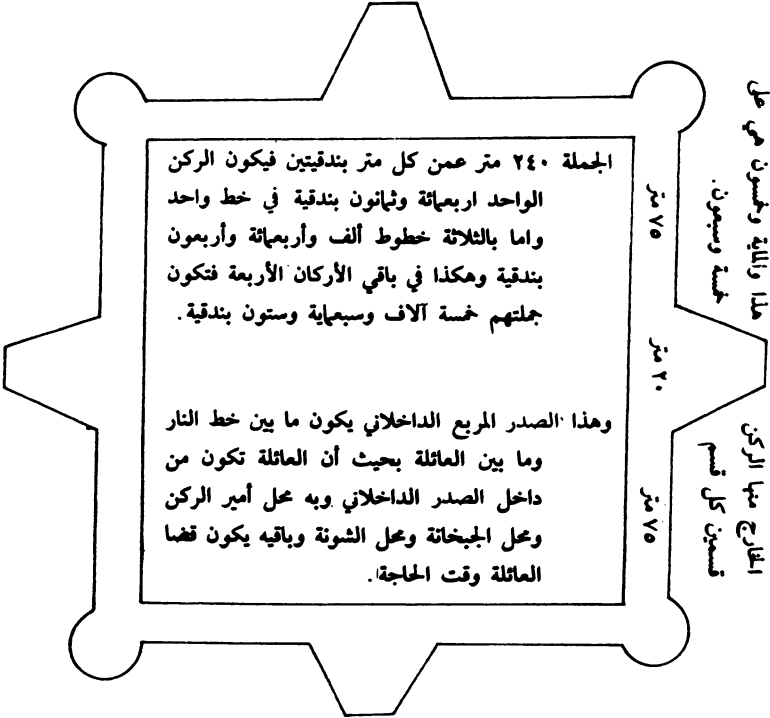 الجملة ٢٤٠ متر عمن كل متر بندقيتين فيكون الركن
الواحد اربعمائة وثمانون بندقية في خط واحد
واما بالثلاثة خطوط ألف وأربعمائة وأربعون
بندقية وهكذا في باقي الأركان الأربعة فتكون
جملتهم خمسة آلاف وسبعماية وستون بندقية.
وهذا الصدر المربع الداخلاني يكون ما بين خط النار
وما بين العائلة بحيث أن العائلة تكون من
داخل الصدر الداخلاني وبه محل أمير الركن
ومحل الجبخانة ومحل الشونة وباقيه يكون قضا
العائلة وقت الحاجة.
٧٥ متر
٢٠ متر
٧٥ متر
هذا والماية وخمسون هي على
خمسة وسبعون.
الخارج منها الركن
قسمين كل قسم